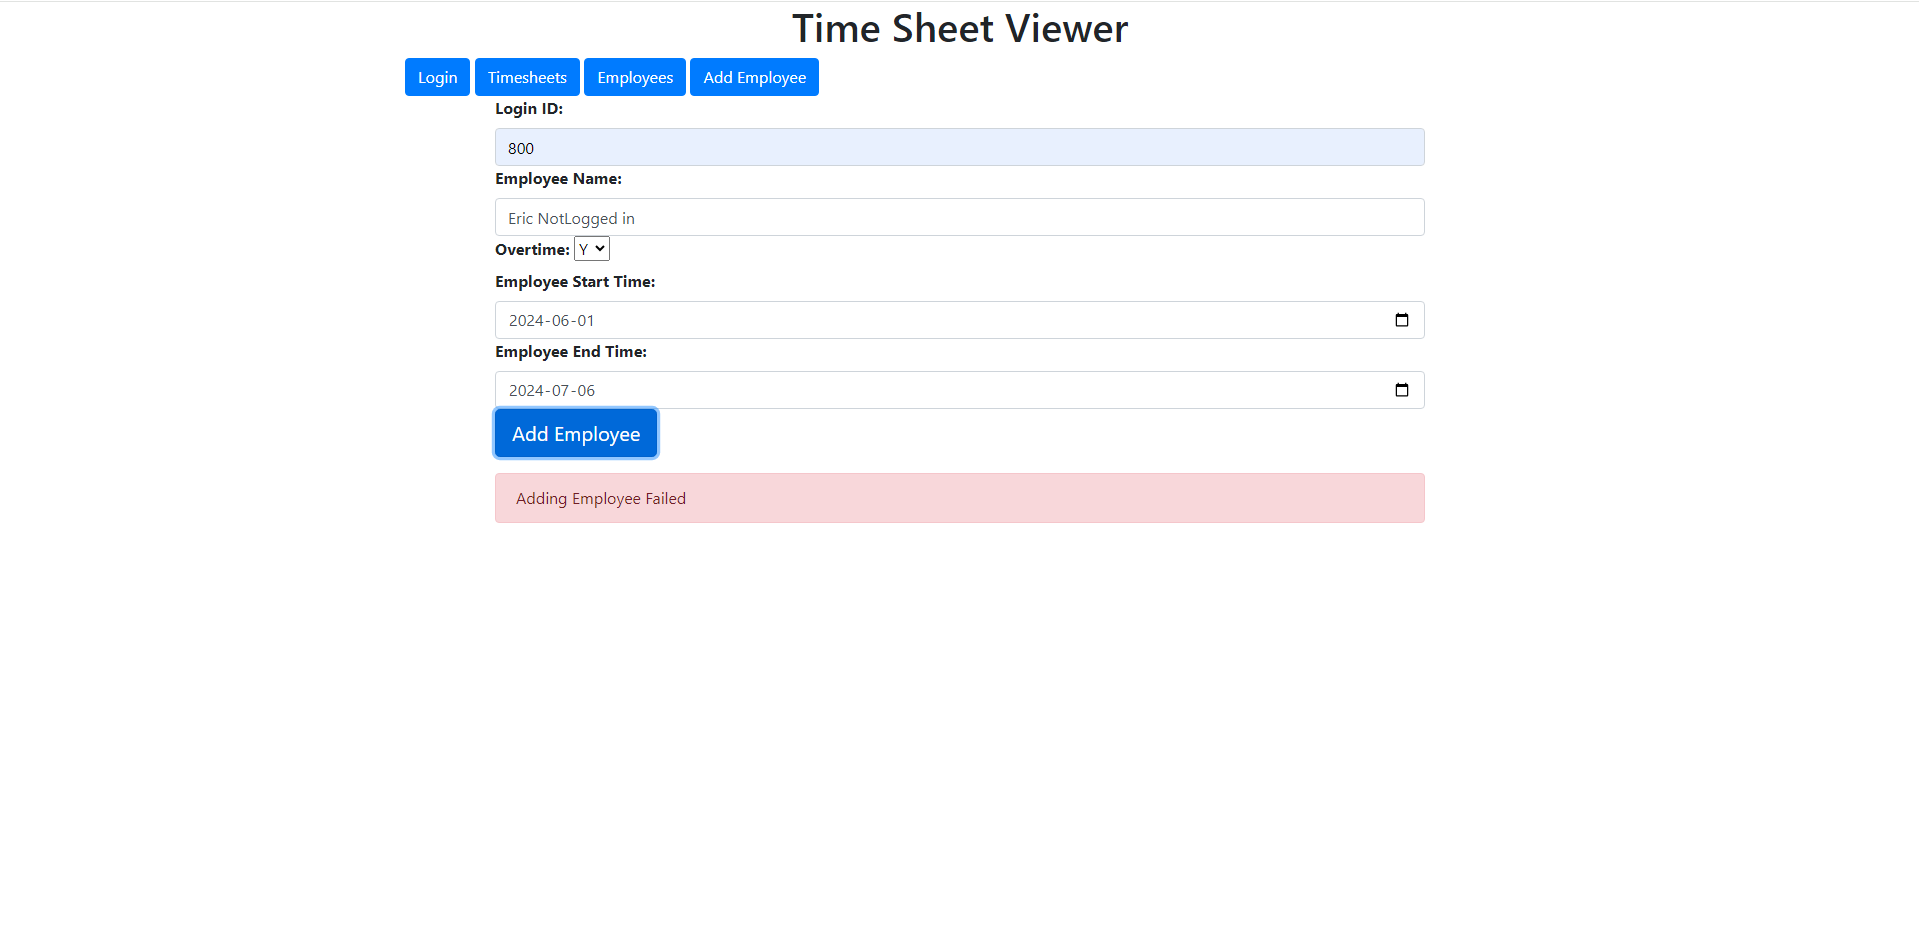 Time Sheet Viewer
Login Timesheets Employees Add Employee
Login ID:
800
Employee Name:
Eric NotLogged in
Overtime: Y
Employee Start Time:
2024-06-01
Employee End Time:
2024-07-06
Add Employee
Adding Employee Failed